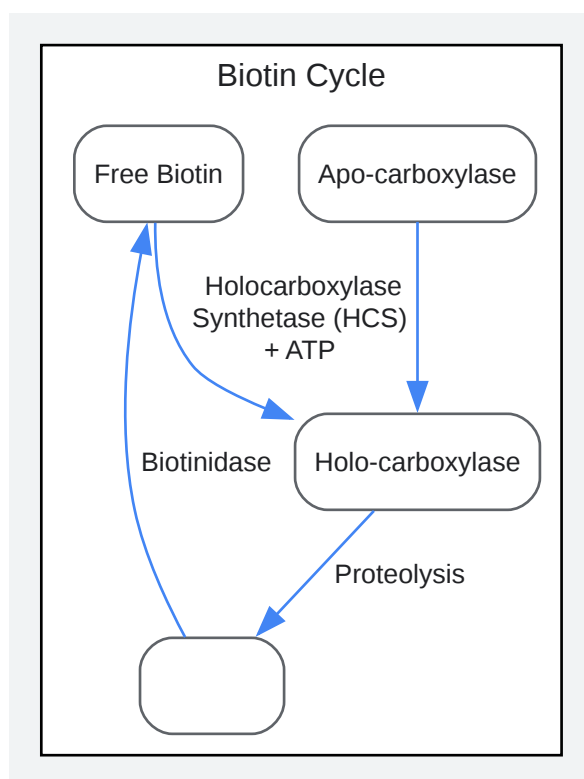 Biotin Cycle
Free Biotin
Apo-carboxylase
Holocarboxylase
Synthetase (HCS)
+ ATP
Biotinidase
Holo-carboxylase
Proteolysis